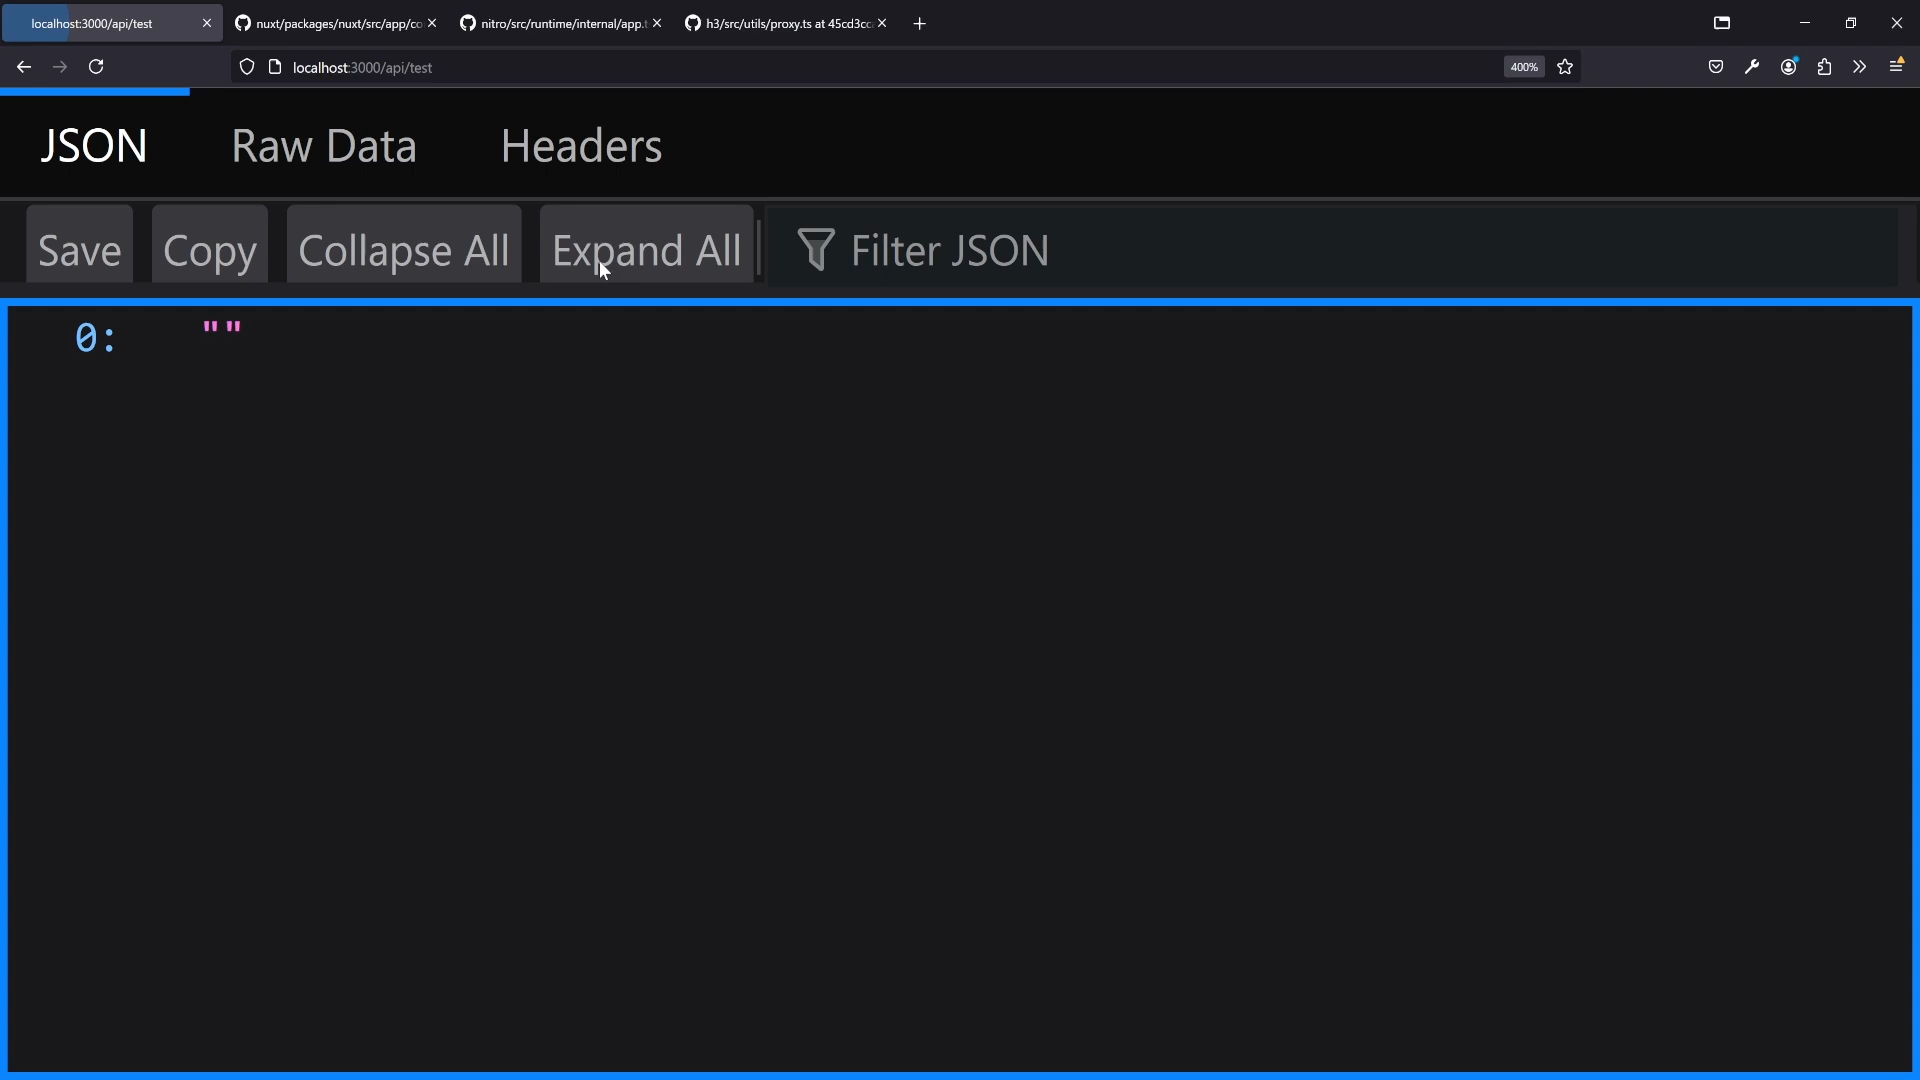 localhost:3000/api/test
nuxt/packages/nuxt/src/app/co
nitro/src/runtime/internal/app.t
h3/src/utils/proxy.ts at 45cd3cc
localhost:3000/api/test
400%
JSON
Raw Data
Headers
Save
Copy
Collapse All
Expand All
Filter JSON
0: ""